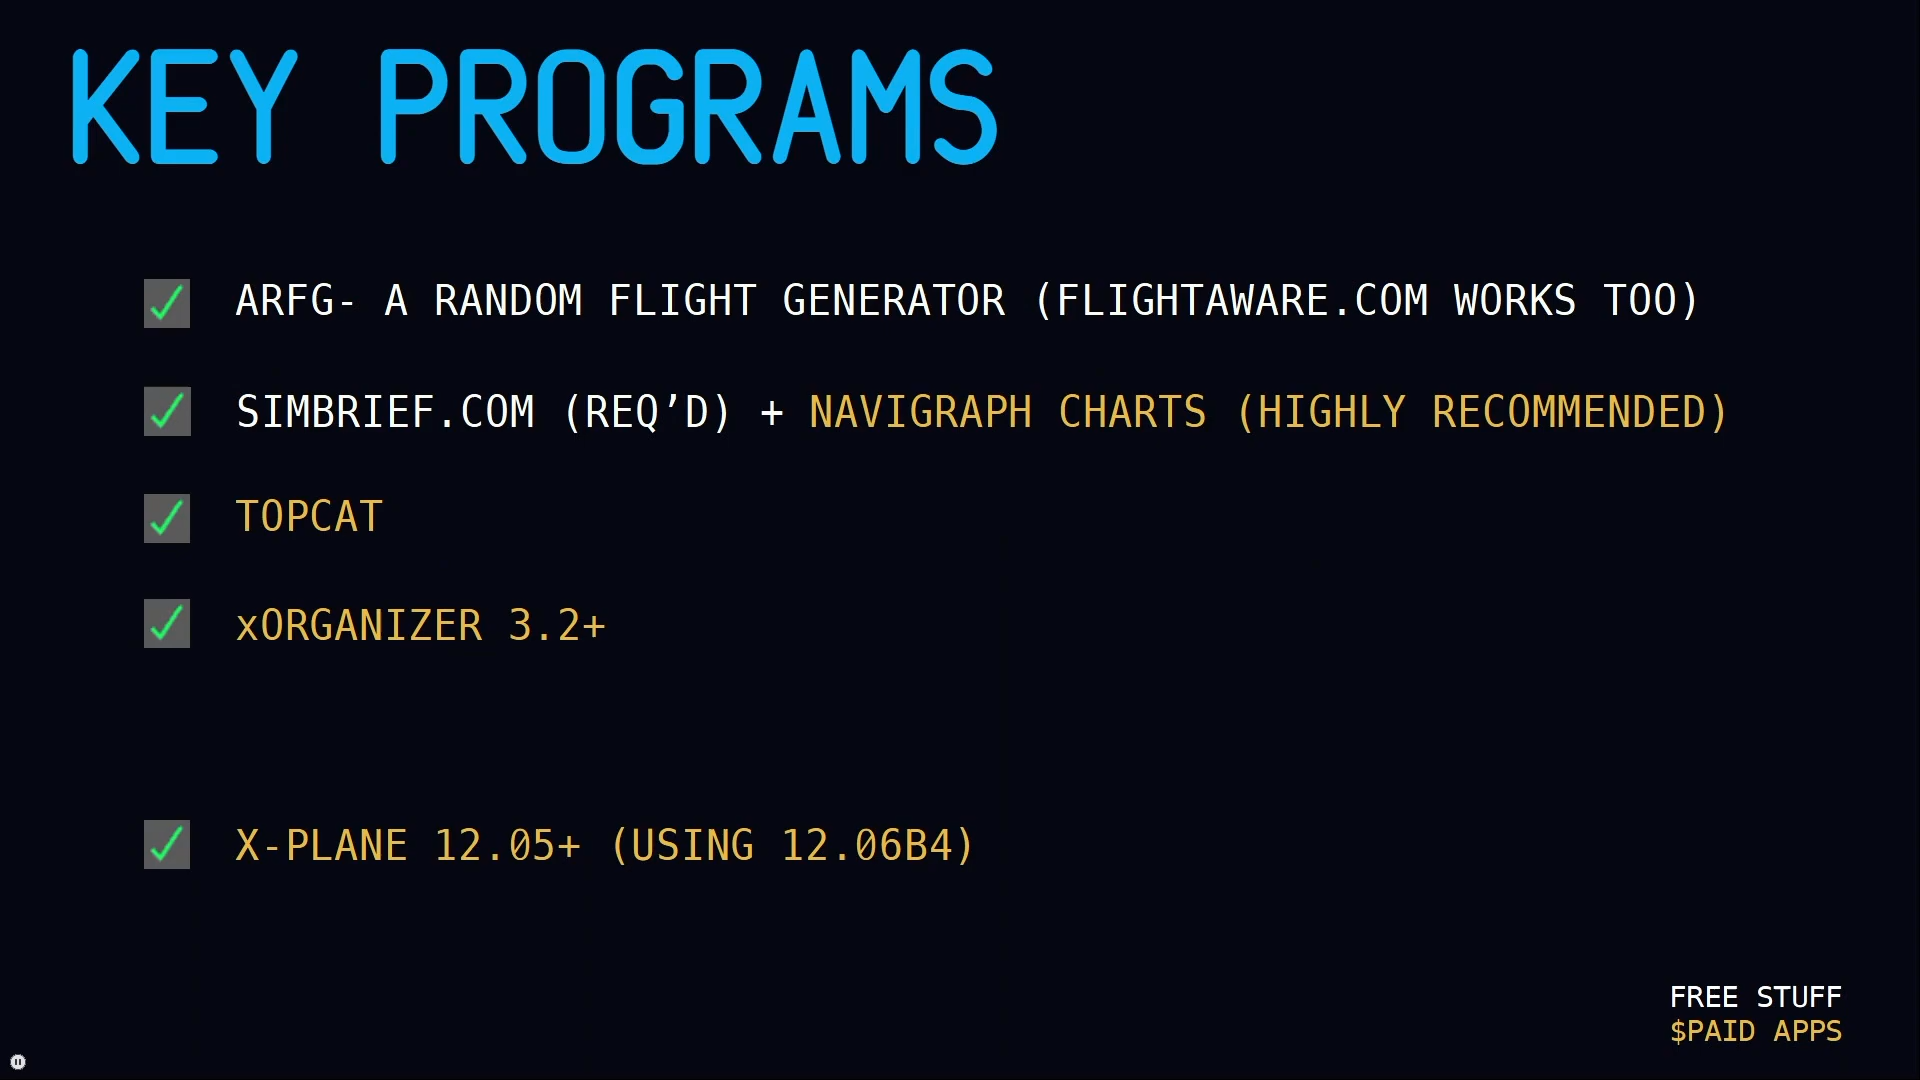 KEY PROGRAMS
ARFG- A RANDOM FLIGHT GENERATOR (FLIGHTAWARE.COM WORKS TOO)
SIMBRIEF.COM (REQ’D) + NAVIGRAPH CHARTS (HIGHLY RECOMMENDED)
TOPCAT
xORGANIZER 3.2+
X-PLANE 12.05+ (USING 12.06B4)
FREE STUFF
$PAID APPS